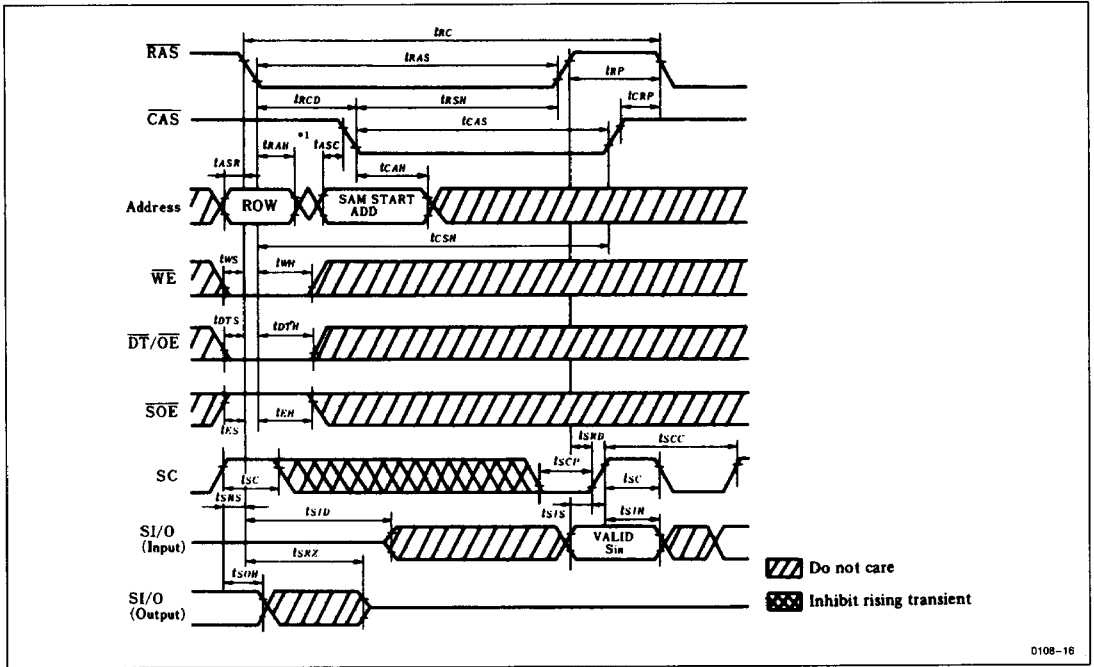 tRC
RAS
tRAS
tRP
tRCD
tRSH
tCRP
CAS
tCAS
*1
tRAH
tASC
tASR
tCAH
Address
ROW
SAM START
ADD
tCSH
tWS
tWH
WE
tDTS
tDTH
DT/OE
SOE
tES
tEH
tSRD
tSCC
tSCP
SC
tSC
tSC
tSRS
tSID
tSIS
tSIH
SI/O
(Input)
VALID
Sin
tSRZ
Do not care
tSOH
SI/O
(Output)
Inhibit rising transient
0108-16